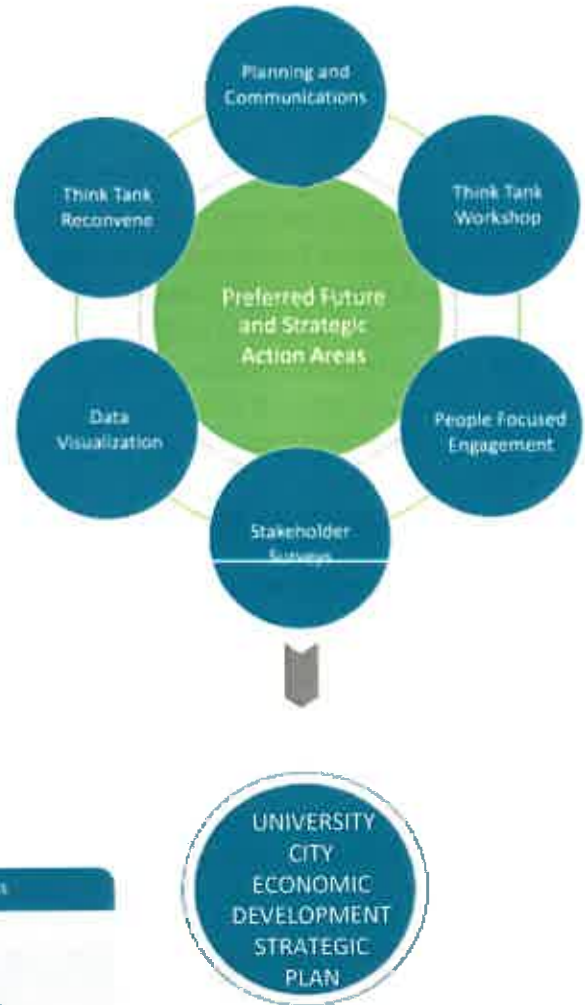 Planning and
Communications
Think Tank
Workshop
People Focused
Engagement
Stakeholder
Surveys
Data
Visualization
Think Tank
Reconvene
Preferred Future
and Strategic
Action Areas
UNIVERSITY
CITY
ECONOMIC
DEVELOPMENT
STRATEGIC
PLAN
s